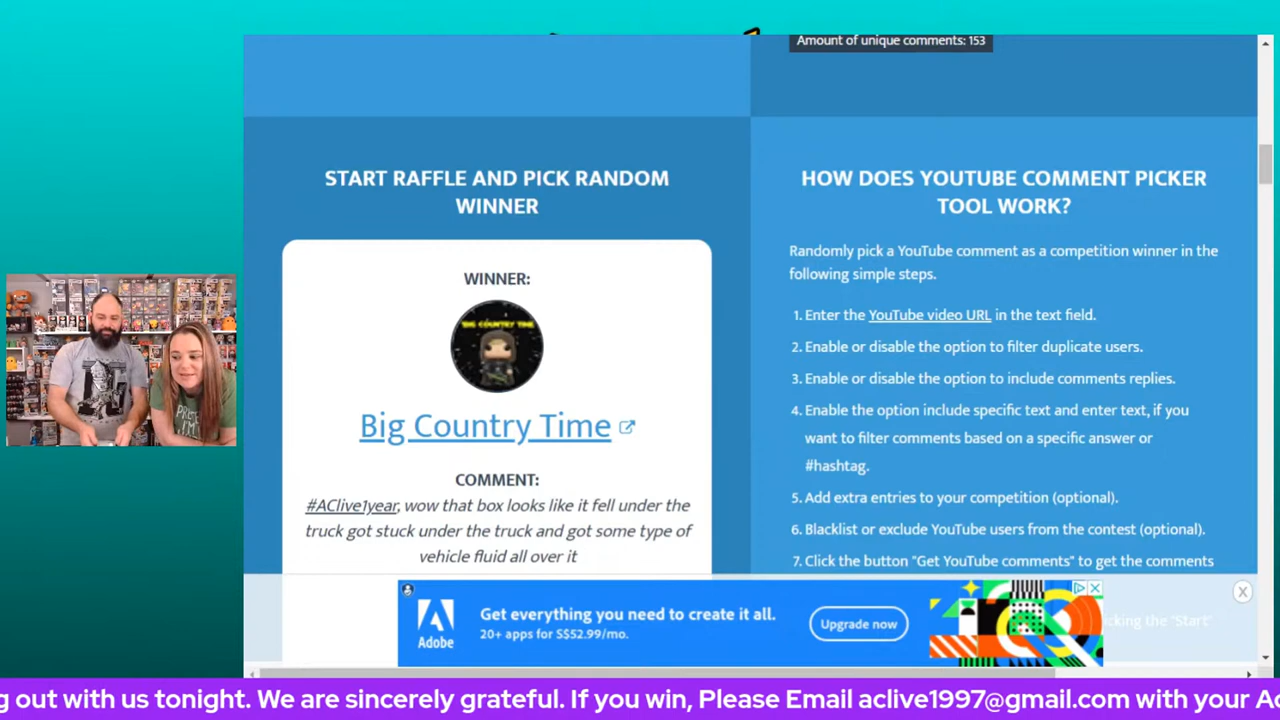 Amount of unique comments: 153
START RAFFLE AND PICK RANDOM
WINNER
WINNER:
BIG COUNTRY TIME
Big Country Time
COMMENT:
#AClive1year, wow that box looks like it fell under the
truck got stuck under the truck and got some type of
vehicle fluid all over it
HOW DOES YOUTUBE COMMENT PICKER
TOOL WORK?
Randomly pick a YouTube comment as a competition winner in the
following simple steps.
1. Enter the YouTube video URL in the text field.
2. Enable or disable the option to filter duplicate users.
3. Enable or disable the option to include comments replies.
4. Enable the option include specific text and enter text, if you
want to filter comments based on a specific answer or
#hashtag.
5. Add extra entries to your competition (optional).
6. Blacklist or exclude YouTube users from the contest (optional).
7. Click the button "Get YouTube comments" to get the comments
the "Start"
Adobe
Get everything you need to create it all.
20+ apps for S$52.99/mo.
Upgrade now
X
g out with us tonight. We are sincerely grateful. If you win, Please Email aclive1997@gmail.com with your Ac